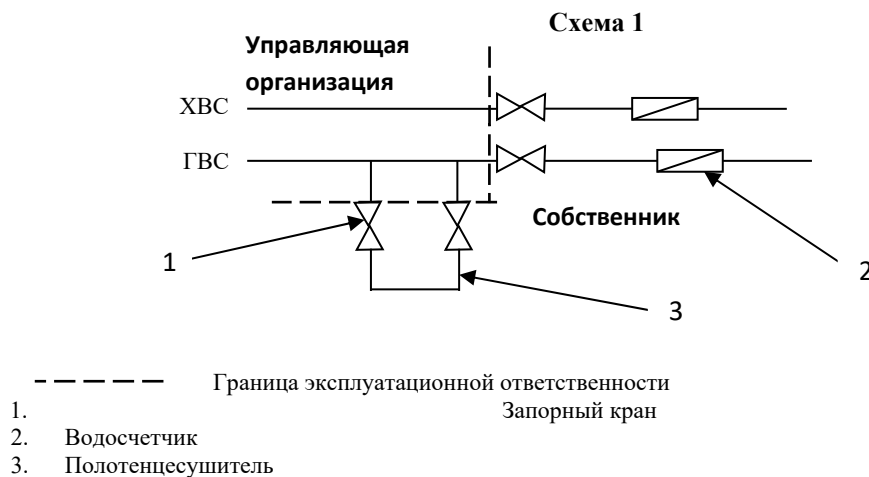 Схема 1
Управляющая
организация
ХВС
ГВС
Собственник
1
2
3
Граница эксплуатационной ответственности
1. Запорный кран
2. Водосчетчик
3. Полотенцесушитель